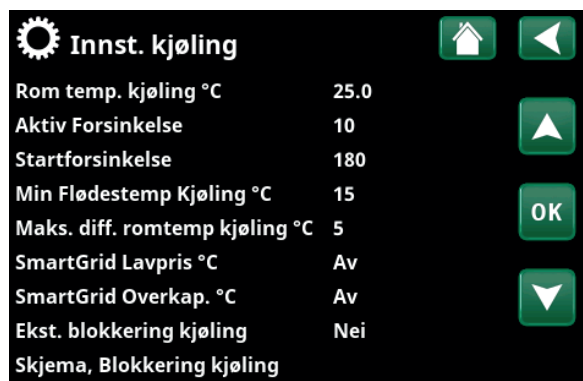 Innst. kjøling
Rom temp. kjøling °C 25.0
Aktiv Forsinkelse 10
Startforsinkelse 180
Min Flødestemp Kjøling °C 15
Maks. diff. romtemp kjøling °C 5
OK
SmartGrid Lavpris °C Av
SmartGrid Overkap. °C Av
Ekst. blokkering kjøling Nei
Skjema, Blokkering kjøling